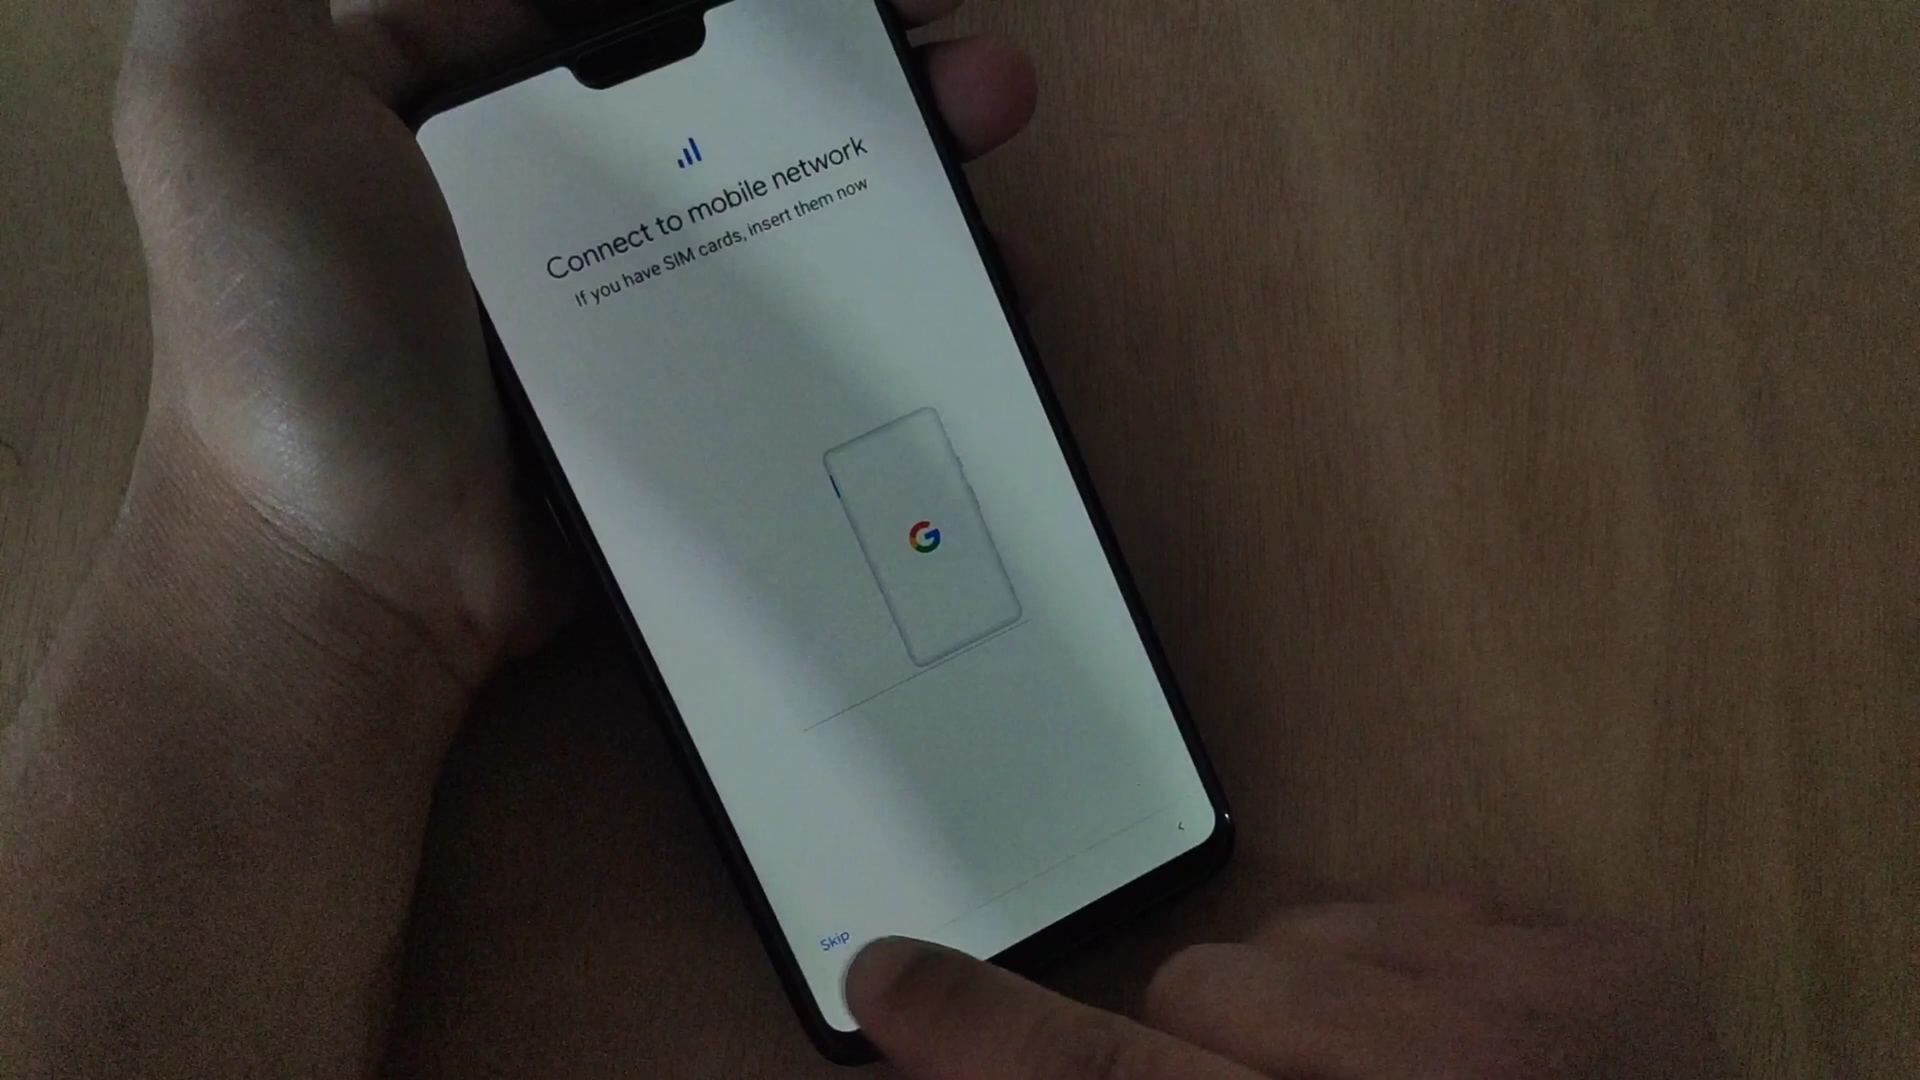 Connect to mobile network
If you have SIM cards, insert them now
G
Skip